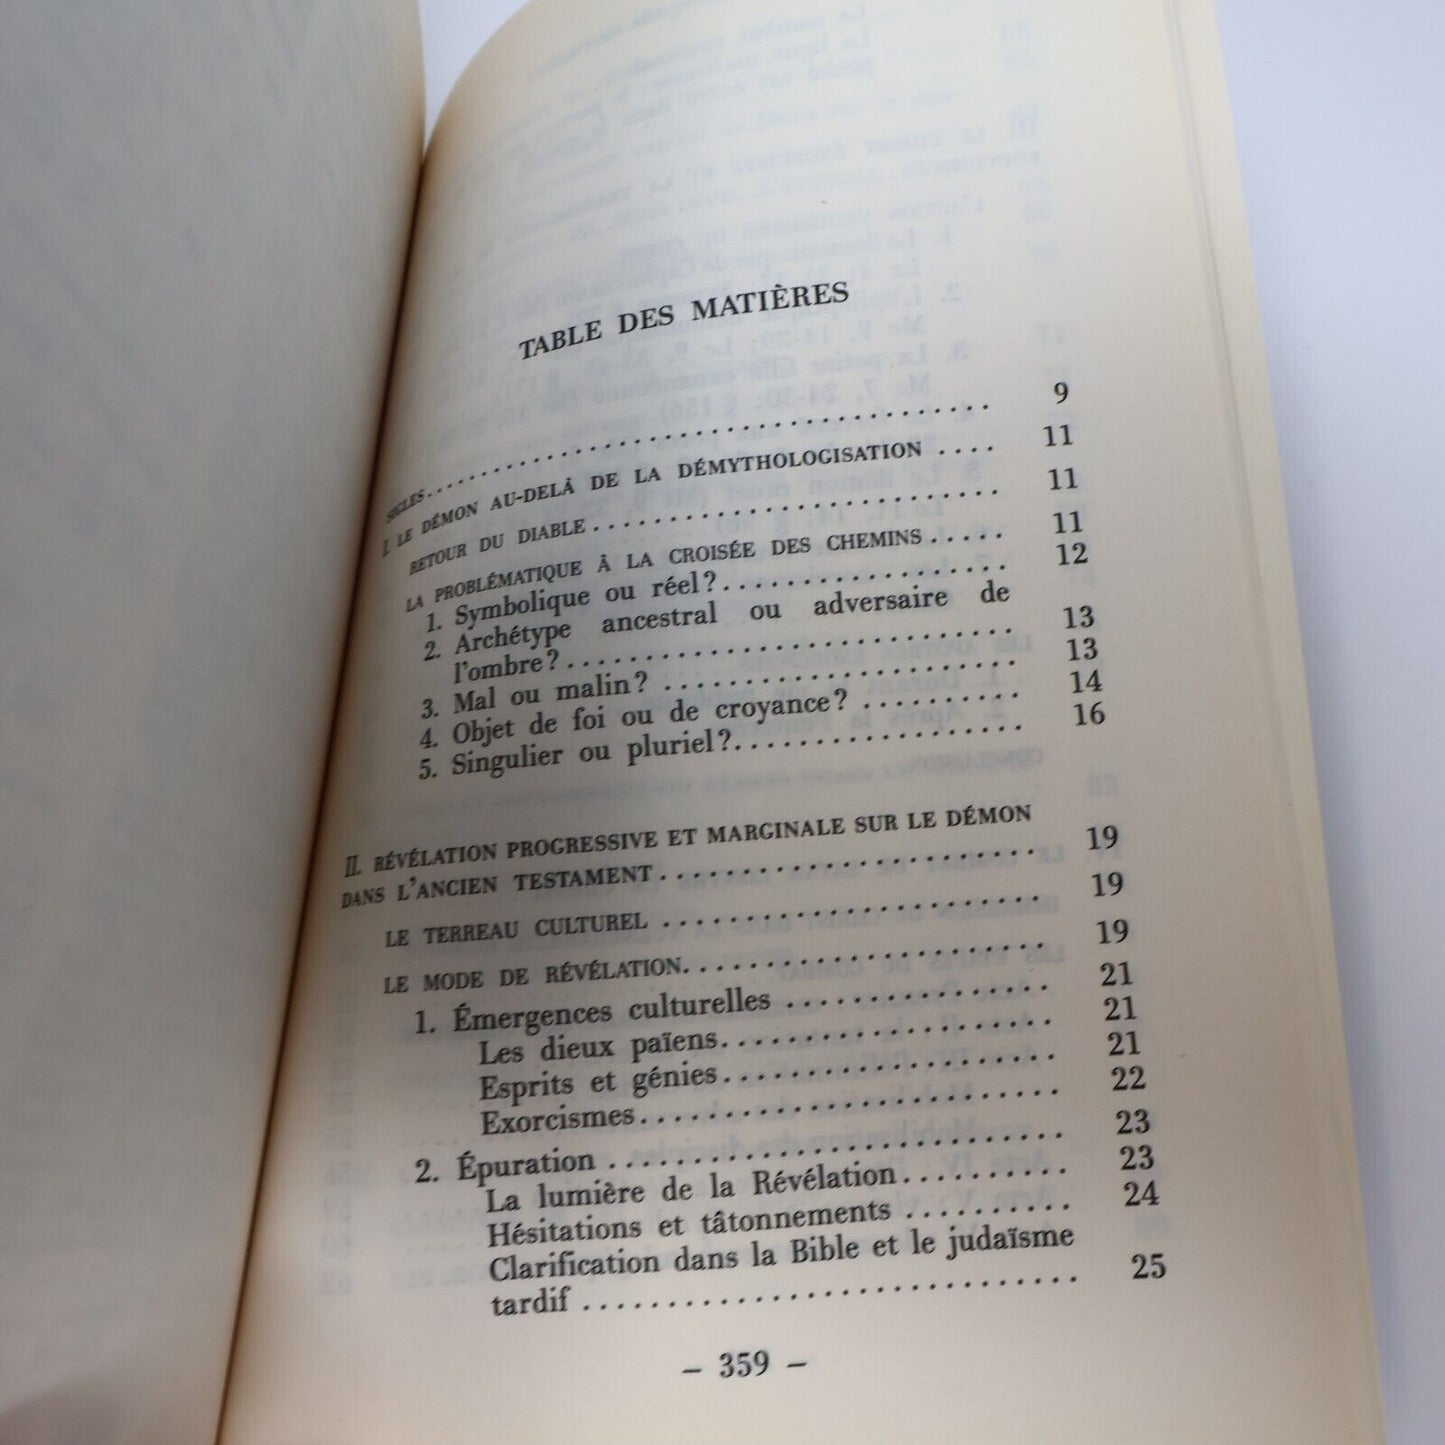 TABLE DES MATIÈRES
SIGLES. . . . . . . . . . . . . . . . . . . . . . . . . . . . . . 9
I. LE DÉMON AU-DELÀ DE LA DÉMYTHOLOGISATION . . . . 11
RETOUR DU DIABLE . . . . . . . . . . . . . . . . . . . . . . . 11
LA PROBLÉMATIQUE À LA CROISÉE DES CHEMINS . . . . . 11
1. Symbolique ou réel ? . . . . . . . . . . . . . . . . . . 12
2. Archétype ancestral ou adversaire de
l'ombre ? . . . . . . . . . . . . . . . . . . . . . . . . . . 13
3. Mal ou malin ? . . . . . . . . . . . . . . . . . . . . . 13
4. Objet de foi ou de croyance ? . . . . . . . . . . 14
5. Singulier ou pluriel ?. . . . . . . . . . . . . . . . . . 16
II. RÉVÉLATION PROGRESSIVE ET MARGINALE SUR LE DÉMON
DANS L'ANCIEN TESTAMENT . . . . . . . . . . . . . . . . . . . . . 19
LE TERREAU CULTUREL . . . . . . . . . . . . . . . . . . . . . . 19
LE MODE DE RÉVÉLATION. . . . . . . . . . . . . . . . . . . . . 19
1. Émergences culturelles . . . . . . . . . . . . . . . 21
Les dieux païens. . . . . . . . . . . . . . . . . . . . . 21
Esprits et génies . . . . . . . . . . . . . . . . . . . . . 21
Exorcismes. . . . . . . . . . . . . . . . . . . . . . . . . . 22
2. Épuration . . . . . . . . . . . . . . . . . . . . . . . . . . 23
La lumière de la Révélation. . . . . . . . . . 23
Hésitations et tâtonnements . . . . . . . . . . 24
Clarification dans la Bible et le judaïsme
tardif . . . . . . . . . . . . . . . . . . . . . . . . . . . . . 25
– 359 –